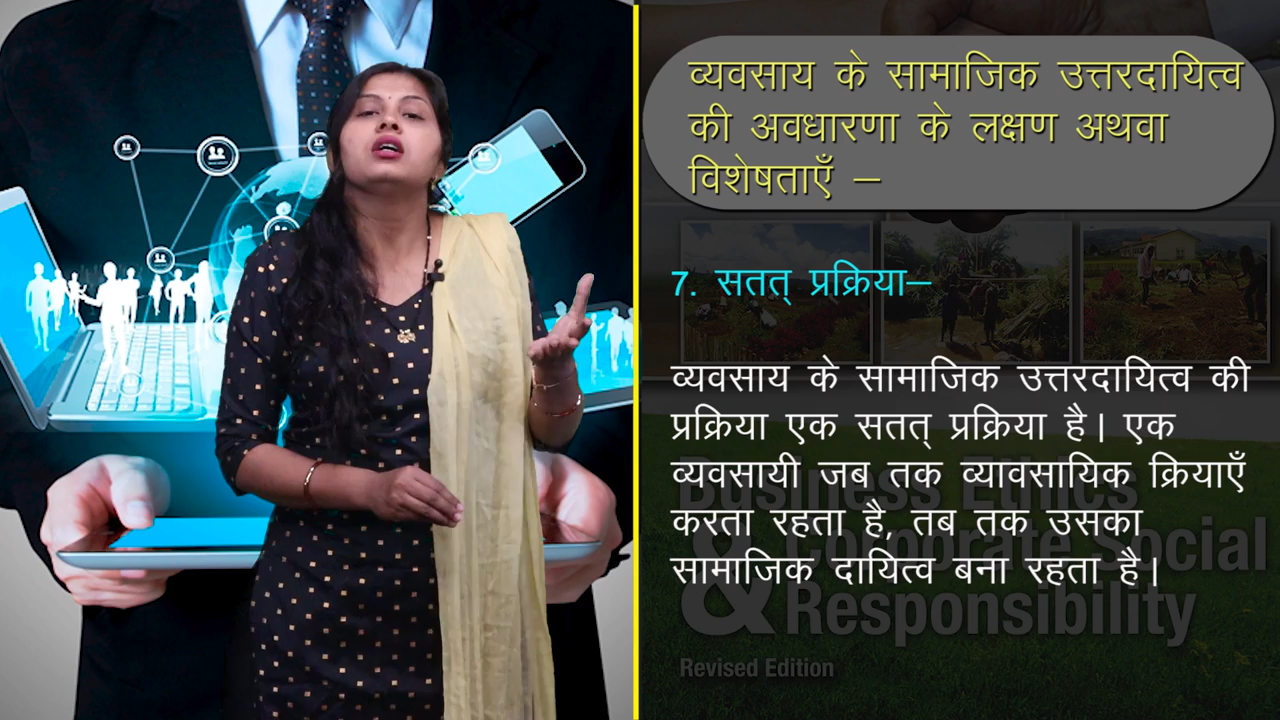 व्यवसाय के सामाजिक उत्तरदायित्व
की अवधारणा के लक्षण अथवा
विशेषताएँ –
7. सतत् प्रक्रिया–
व्यवसाय के सामाजिक उत्तरदायित्व की
प्रक्रिया एक सतत् प्रक्रिया है। एक
व्यवसायी जब तक व्यावसायिक क्रियाएँ
करता रहता है, तब तक उसका
सामाजिक दायित्व बना रहता है।
Business Ethics
& Corporate Social
Responsibility
Revised Edition